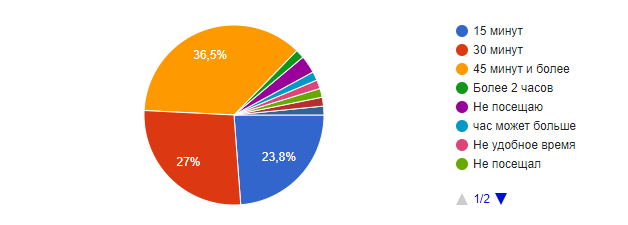 36,5%
27%
23,8%
15 минут
30 минут
45 минут и более
Более 2 часов
Не посещаю
час может больше
Не удобное время
Не посещал
1/2